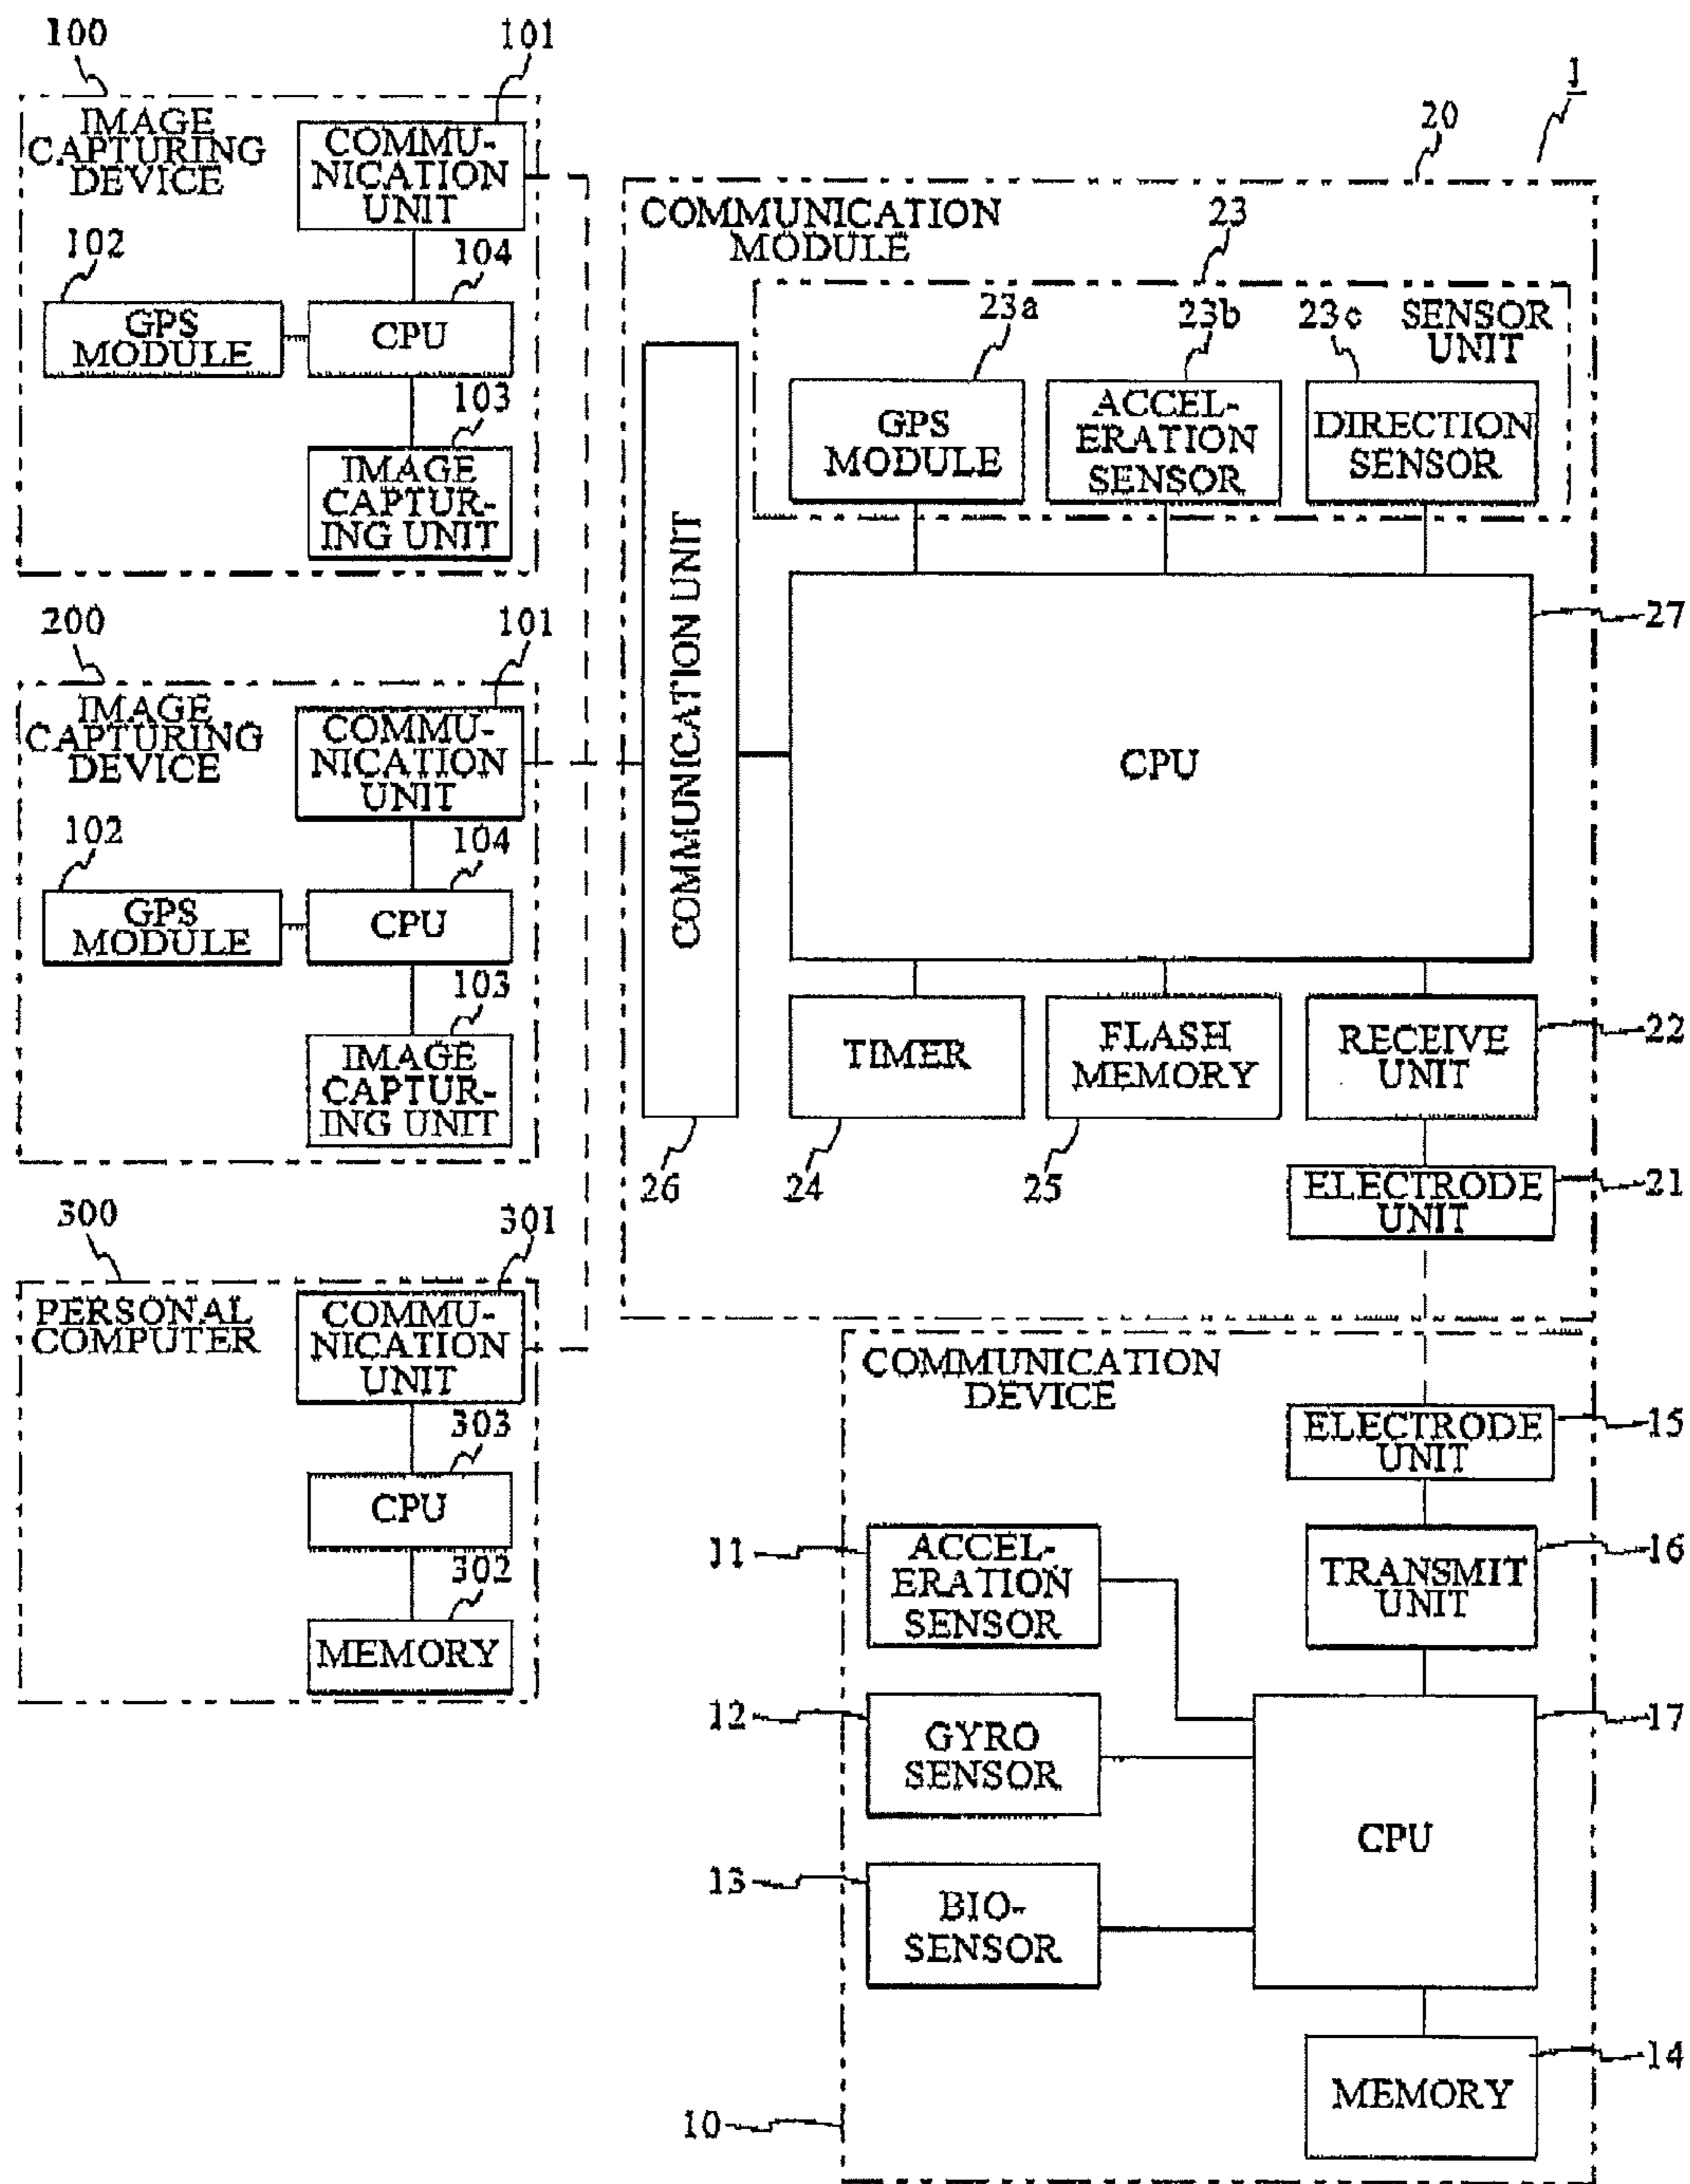 100
101
IMAGE
CAPTURING
DEVICE
COMMU-
NICATION
UNIT
102
104
GPS
MODULE
CPU
103
IMAGE
CAPTUR-
ING UNIT
200
101
IMAGE
CAPTURING
DEVICE
COMMU-
NICATION
UNIT
102
104
GPS
MODULE
CPU
103
IMAGE
CAPTUR-
ING UNIT
300
301
PERSONAL
COMPUTER
COMMU-
NICATION
UNIT
303
CPU
302
MEMORY
1
20
COMMUNICATION
MODULE
23
23a
23b
23c
SENSOR
UNIT
GPS
MODULE
ACCEL-
ERATION
SENSOR
DIRECTION
SENSOR
COMMUNICATION UNIT
CPU
27
TIMER
FLASH
MEMORY
RECEIVE
UNIT
22
26
24
25
ELECTRODE
UNIT
21
COMMUNICATION
DEVICE
ELECTRODE
UNIT
15
11
ACCEL-
ERATION
SENSOR
TRANSMIT
UNIT
16
12
GYRO
SENSOR
17
CPU
13
BIO-
SENSOR
MEMORY
14
10